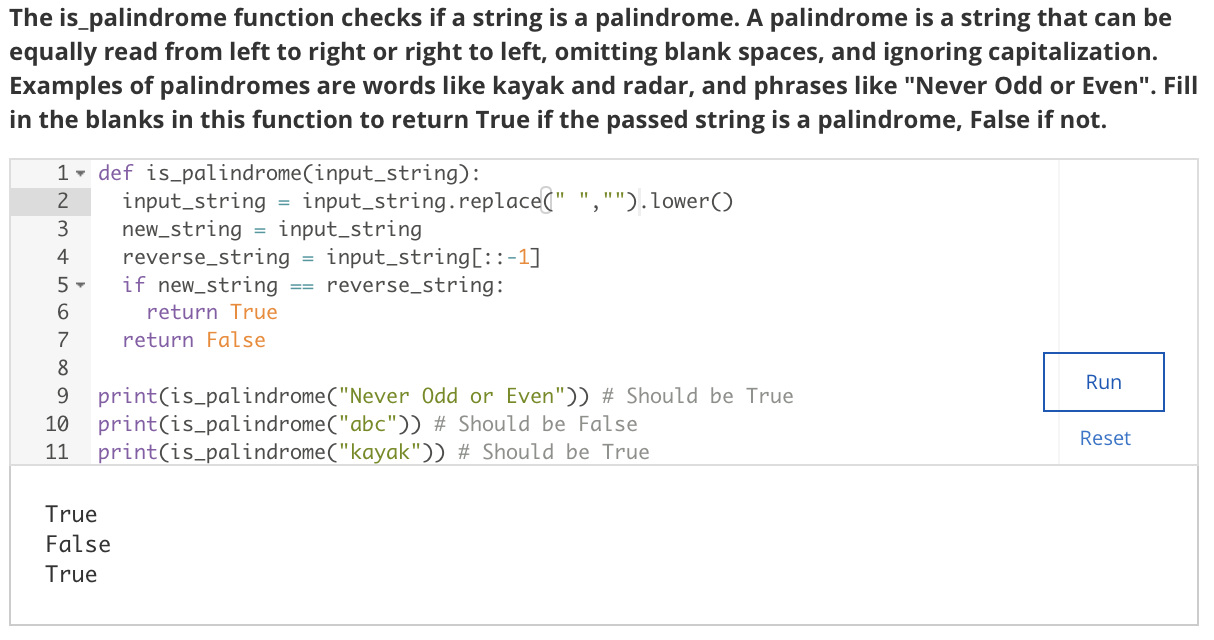 The is_palindrome function checks if a string is a palindrome. A palindrome is a string that can be
equally read from left to right or right to left, omitting blank spaces, and ignoring capitalization.
Examples of palindromes are words like kayak and radar, and phrases like "Never Odd or Even". Fill
in the blanks in this function to return True if the passed string is a palindrome, False if not.
1 def is_palindrome(input_string):
2   input_string = input_string.replace(" ","").lower()
3   new_string = input_string
4   reverse_string = input_string[::-1]
5   if new_string == reverse_string:
6     return True
7   return False
8
9 print(is_palindrome("Never Odd or Even")) # Should be True
10 print(is_palindrome("abc")) # Should be False
11 print(is_palindrome("kayak")) # Should be True
Run
Reset
True
False
True